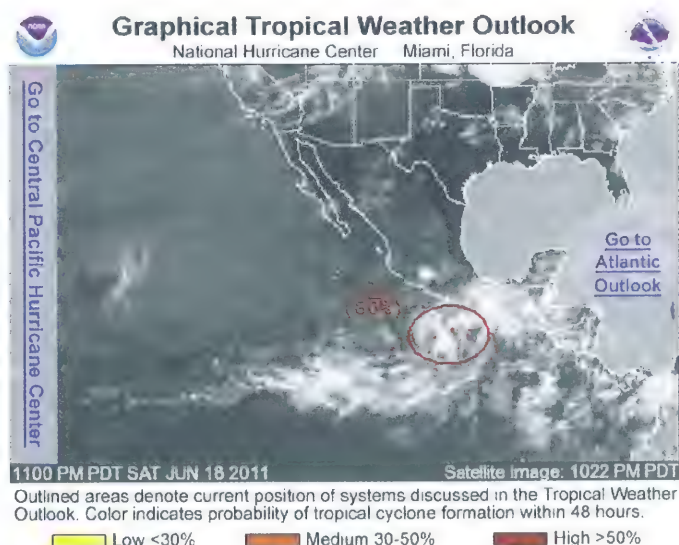 Graphical Tropical Weather Outlook
National Hurricane Center Miami, Florida
Go to Central Pacific Hurricane Center
Go to
Atlantic
Outlook
1100 PM PDT SAT JUN 18 2011
Satellite Image: 1022 PM PDT
Outlined areas denote current position of systems discussed in the Tropical Weather
Outlook. Color indicates probability of tropical cyclone formation within 48 hours.
Low <30% Medium 30-50% High >50%